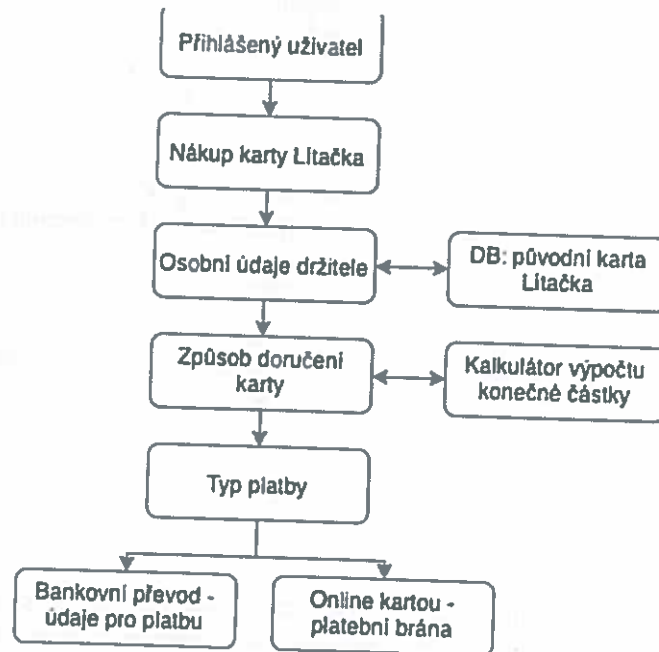 Přihlášený uživatel
Nákup karty Lítačka
Osobní údaje držitele
DB: původní karta
Lítačka
Způsob doručení
karty
Kalkulátor výpočtu
konečné částky
Typ platby
Bankovní převod -
údaje pro platbu
Online kartou -
platební brána